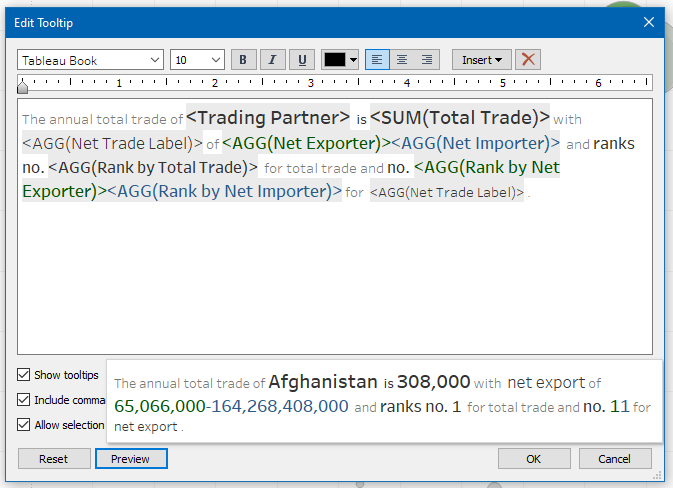 Edit Tooltip
Tableau Book 10 B I U Insert
1 2 3 4 5 6
The annual total trade of <Trading Partner> is <SUM(Total Trade)> with
<AGG(Net Trade Label)> of <AGG(Net Exporter)><AGG(Net Importer)> and ranks
no. <AGG(Rank by Total Trade)> for total trade and no. <AGG(Rank by Net
Exporter)><AGG(Rank by Net Importer)> for <AGG(Net Trade Label)> .
Show tooltips
Include comma
Allow selection
The annual total trade of Afghanistan is 308,000 with net export of
65,066,000-164,268,408,000 and ranks no. 1 for total trade and no. 11 for
net export .
Reset Preview OK Cancel